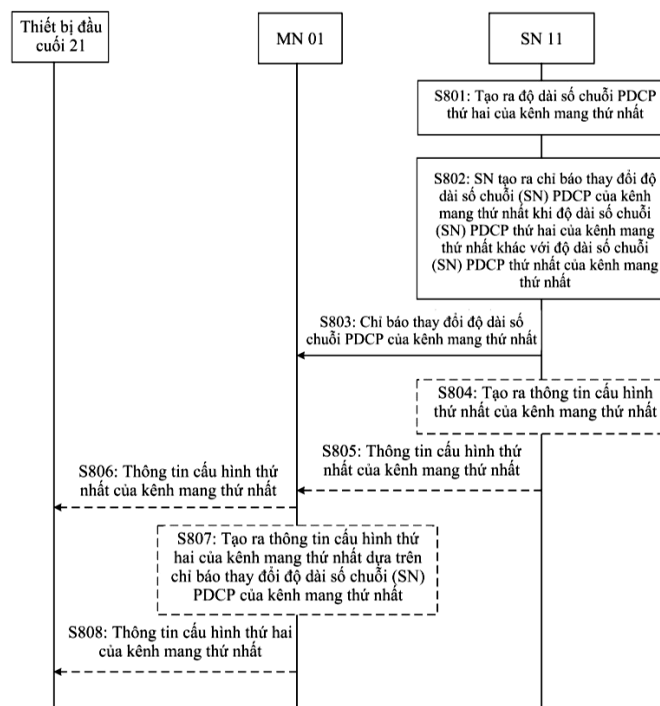 Thiết bị đầu
cuối 21
MN 01
SN 11
S801: Tạo ra độ dài số chuỗi PDCP
thứ hai của kênh mang thứ nhất
S802: SN tạo ra chỉ báo thay đổi độ
dài số chuỗi (SN) PDCP của kênh
mang thứ nhất khi độ dài số chuỗi
(SN) PDCP thứ hai của kênh mang
thứ nhất khác với độ dài số chuỗi
(SN) PDCP thứ nhất của kênh mang
thứ nhất
S803: Chỉ báo thay đổi độ dài số
chuỗi PDCP của kênh mang thứ nhất
S804: Tạo ra thông tin cấu hình
thứ nhất của kênh mang thứ nhất
S805: Thông tin cấu hình thứ
nhất của kênh mang thứ nhất
S806: Thông tin cấu hình thứ
nhất của kênh mang thứ nhất
S807: Tạo ra thông tin cấu hình thứ
hai của kênh mang thứ nhất dựa trên
chỉ báo thay đổi độ dài số chuỗi (SN)
PDCP của kênh mang thứ nhất
S808: Thông tin cấu hình thứ hai
của kênh mang thứ nhất